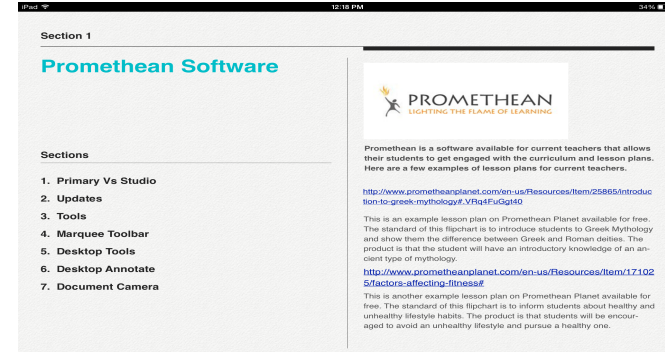 iPad
12:18 PM
34%
Section 1
Promethean Software
Sections
1. Primary Vs Studio
2. Updates
3. Tools
4. Marquee Toolbar
5. Desktop Tools
6. Desktop Annotate
7. Document Camera
PROMETHEAN
LIGHTING THE FLAME OF LEARNING
Promethean is a software available for current teachers that allows
their students to get engaged with the curriculum and lesson plans.
Here are a few examples of lesson plans for current teachers.
http://www.prometheanplanet.com/en-us/Resources/Item/25865/introduc
tion-to-greek-mythology#.VRq4FuGgt40
This is an example lesson plan on Promethean Planet available for free.
The standard of this flipchart is to introduce students to Greek Mythology
and show them the difference between Greek and Roman deities. The
product is that the student will have an introductory knowledge of an an-
cient type of mythology.
http://www.prometheanplanet.com/en-us/Resources/Item/17102
5/factors-affecting-fitness#
This is another example lesson plan on Promethean Planet available for
free. The standard of this flipchart is to inform students about healthy and
unhealthy lifestyle habits. The product is that students will be encour-
aged to avoid an unhealthy lifestyle and pursue a healthy one.